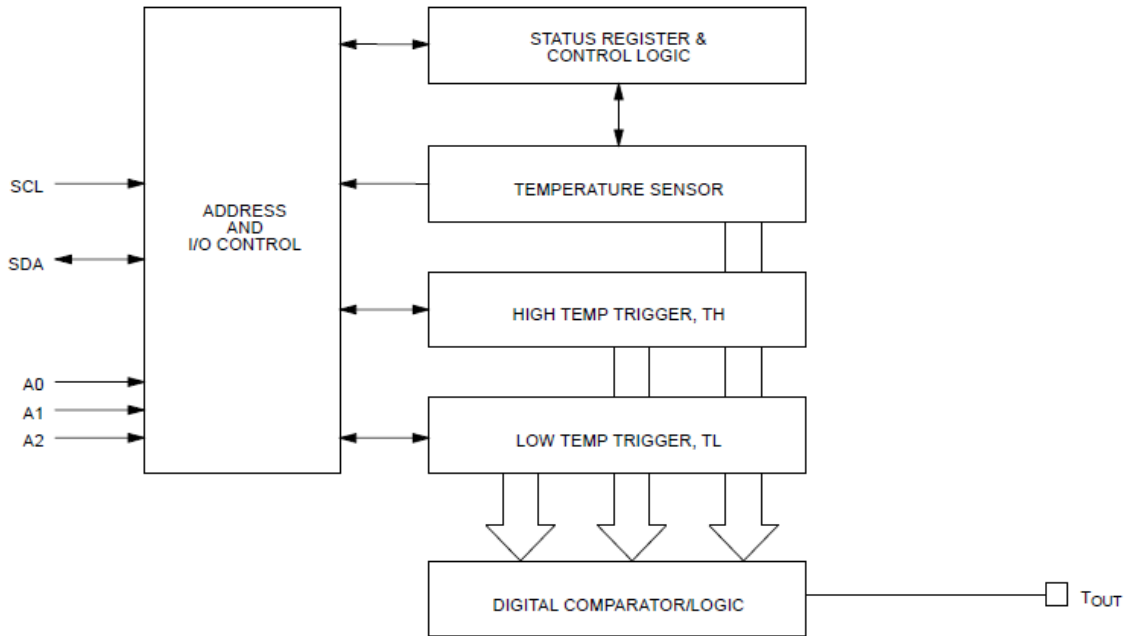 STATUS REGISTER &
CONTROL LOGIC
SCL
TEMPERATURE SENSOR
ADDRESS
AND
I/O CONTROL
SDA
HIGH TEMP TRIGGER, TH
A0
A1
A2
LOW TEMP TRIGGER, TL
DIGITAL COMPARATOR/LOGIC
TOUT